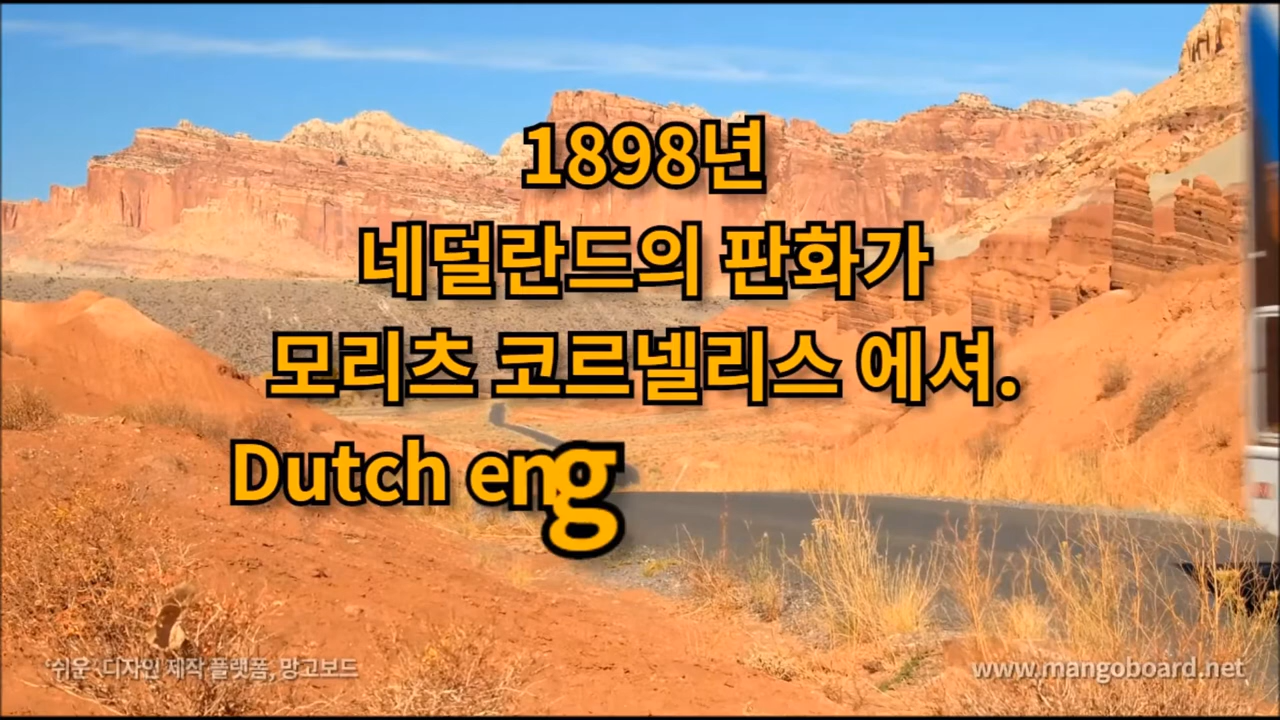 1898년
네덜란드의 판화가
모리츠 코르넬리스 에셔.
Dutch eng
'쉬운' 디자인 제작 플랫폼, 망고보드
www.mangoboard.net